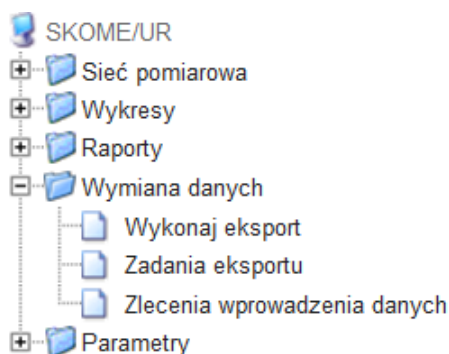 SKOME/UR
Sieć pomiarowa
Wykresy
Raporty
Wymiana danych
Wykonaj eksport
Zadania eksportu
Zlecenia wprowadzenia danych
Parametry